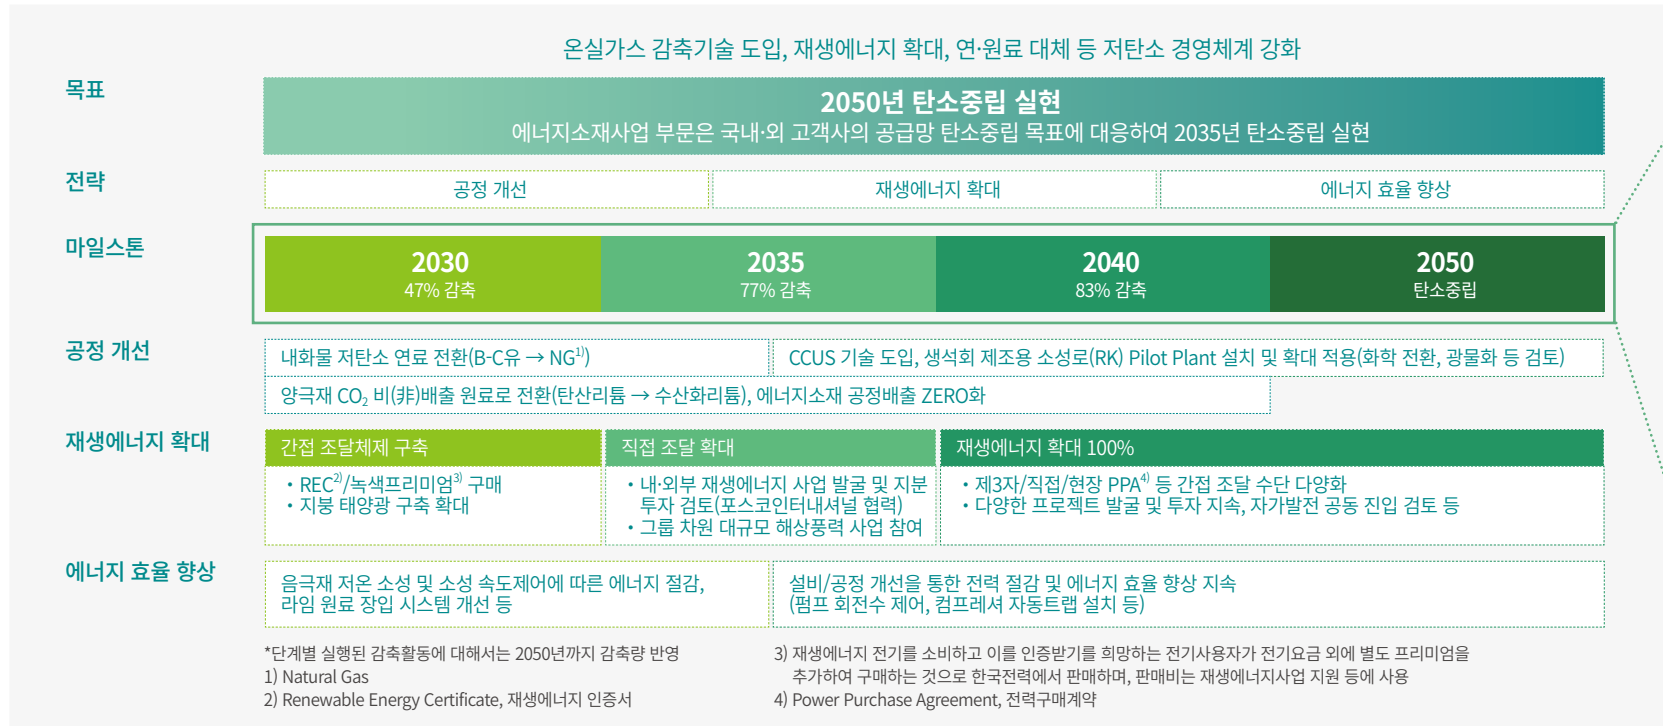 온실가스 감축기술 도입, 재생에너지 확대, 연·원료 대체 등 저탄소 경영체계 강화
목표
2050년 탄소중립 실현
에너지소재사업 부문은 국내·외 고객사의 공급망 탄소중립 목표에 대응하여 2035년 탄소중립 실현
전략
공정 개선
재생에너지 확대
에너지 효율 향상
마일스톤
2030
47% 감축
2035
77% 감축
2040
83% 감축
2050
탄소중립
공정 개선
내화물 저탄소 연료 전환(B-C유 → NG1))
CCUS 기술 도입, 생석회 제조용 소성로(RK) Pilot Plant 설치 및 확대 적용(화학 전환, 광물화 등 검토)
양극재 CO₂ 비(非)배출 원료로 전환(탄산리튬 → 수산화리튬), 에너지소재 공정배출 ZERO화
재생에너지 확대
간접 조달체제 구축
• REC2)/녹색프리미엄3) 구매
• 지붕 태양광 구축 확대
직접 조달 확대
• 내·외부 재생에너지 사업 발굴 및 지분
투자 검토(포스코인터내셔널 협력)
• 그룹 차원 대규모 해상풍력 사업 참여
재생에너지 확대 100%
• 제3자/직접/현장 PPA4) 등 간접 조달 수단 다양화
• 다양한 프로젝트 발굴 및 투자 지속, 자가발전 공동 진입 검토 등
에너지 효율 향상
음극재 저온 소성 및 소성 속도제어에 따른 에너지 절감,
라임 원료 장입 시스템 개선 등
설비/공정 개선을 통한 전력 절감 및 에너지 효율 향상 지속
(펌프 회전수 제어, 컴프레셔 자동트랩 설치 등)
*단계별 실행된 감축활동에 대해서는 2050년까지 감축량 반영
1) Natural Gas
2) Renewable Energy Certificate, 재생에너지 인증서
3) 재생에너지 전기를 소비하고 이를 인증받기를 희망하는 전기사용자가 전기요금 외에 별도 프리미엄을
추가하여 구매하는 것으로 한국전력에서 판매하며, 판매비는 재생에너지사업 지원 등에 사용
4) Power Purchase Agreement, 전력구매계약